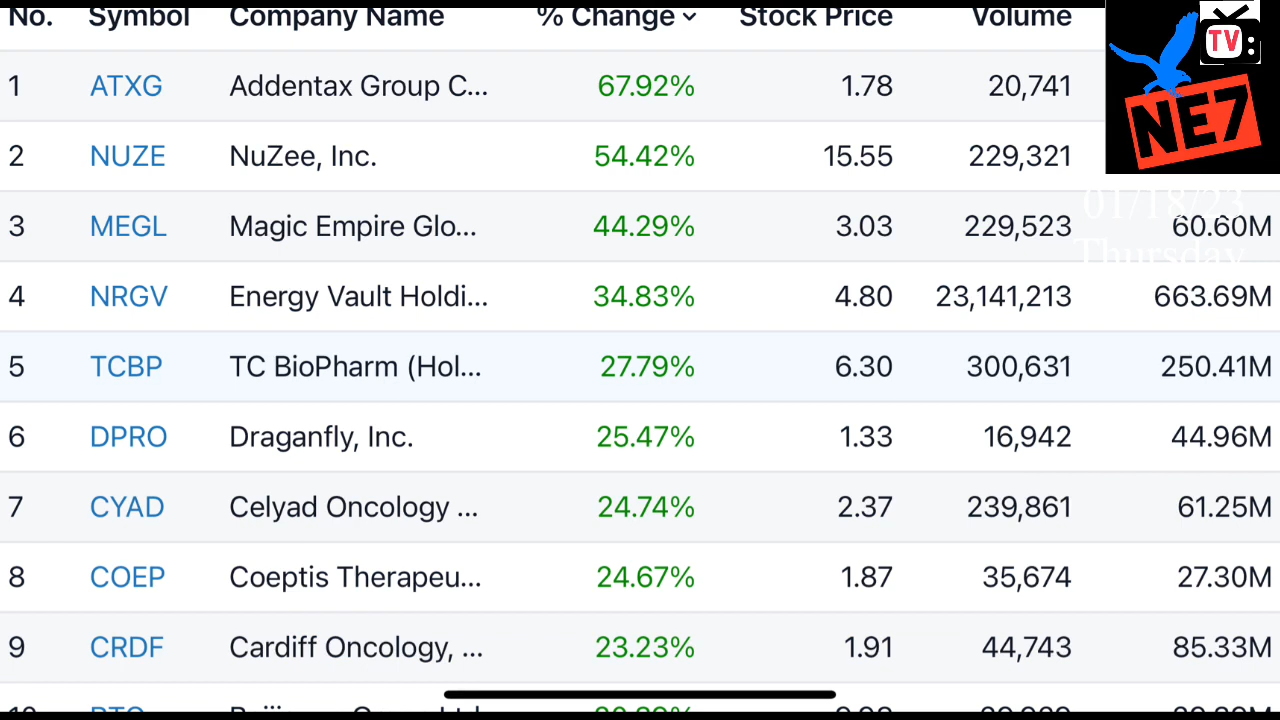 No. Symbol Company Name % Change Stock Price Volume
TV:
NE7
1 ATXG Addentax Group C... 67.92% 1.78 20,741
2 NUZE NuZee, Inc. 54.42% 15.55 229,321
01/18/23
3 MEGL Magic Empire Glo... 44.29% 3.03 229,523 60.60M
Thursday
4 NRGV Energy Vault Holdi... 34.83% 4.80 23,141,213 663.69M
5 TCBP TC BioPharm (Hol... 27.79% 6.30 300,631 250.41M
6 DPRO Draganfly, Inc. 25.47% 1.33 16,942 44.96M
7 CYAD Celyad Oncology ... 24.74% 2.37 239,861 61.25M
8 COEP Coeptis Therapeu... 24.67% 1.87 35,674 27.30M
9 CRDF Cardiff Oncology, ... 23.23% 1.91 44,743 85.33M